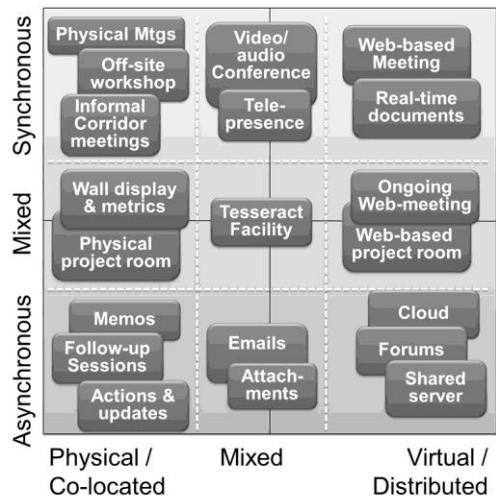 Synchronous
Physical Mtgs
Off-site
workshop
Informal
Corridor
meetings
Video/
audio
Conference
Tele-
presence
Web-based
Meeting
Real-time
documents
Mixed
Wall display
& metrics
Physical
project room
Tesseract
Facility
Ongoing
Web-meeting
Web-based
project room
Asynchronous
Memos
Follow-up
Sessions
Actions &
updates
Emails
Attach-
ments
Cloud
Forums
Shared
server
Physical /
Co-located
Mixed
Virtual /
Distributed